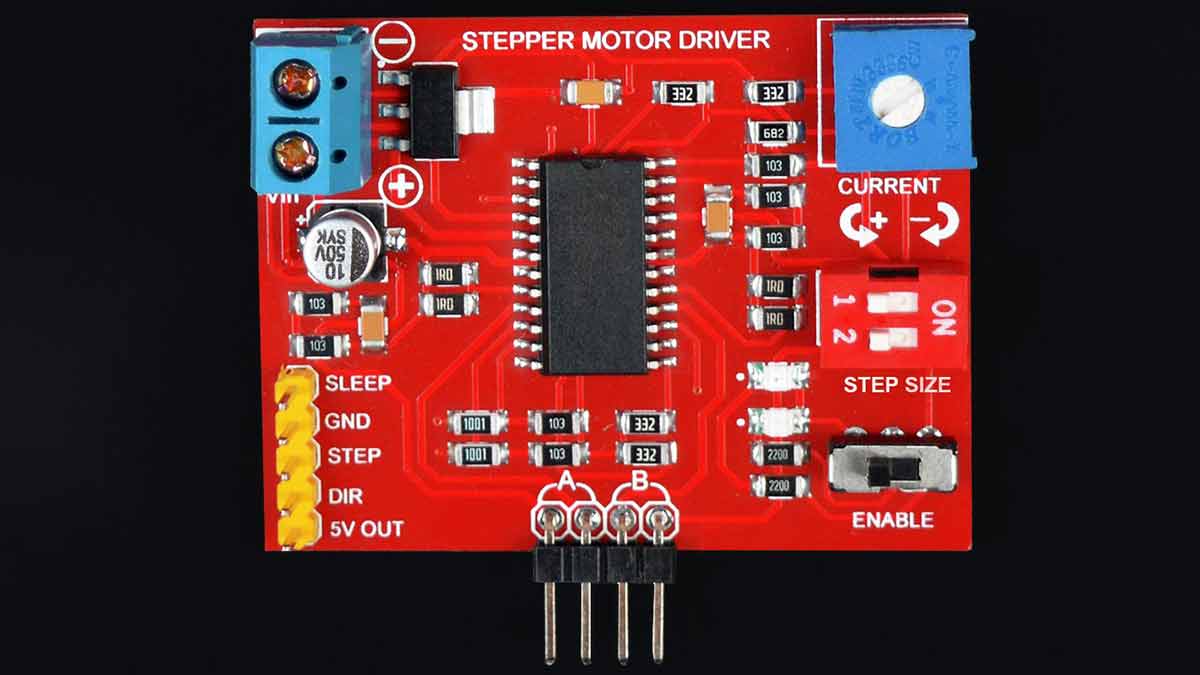 STEPPER MOTOR DRIVER
332
332
682
103
103
103
Vin
+
10
50V
SYK
1R0
1R0
103
103
CURRENT
+ −
1R0
1R0
ON
1
2
STEP SIZE
SLEEP
GND
STEP
DIR
5V OUT
1001
103
332
1001
103
332
2200
2200
A
B
ENABLE